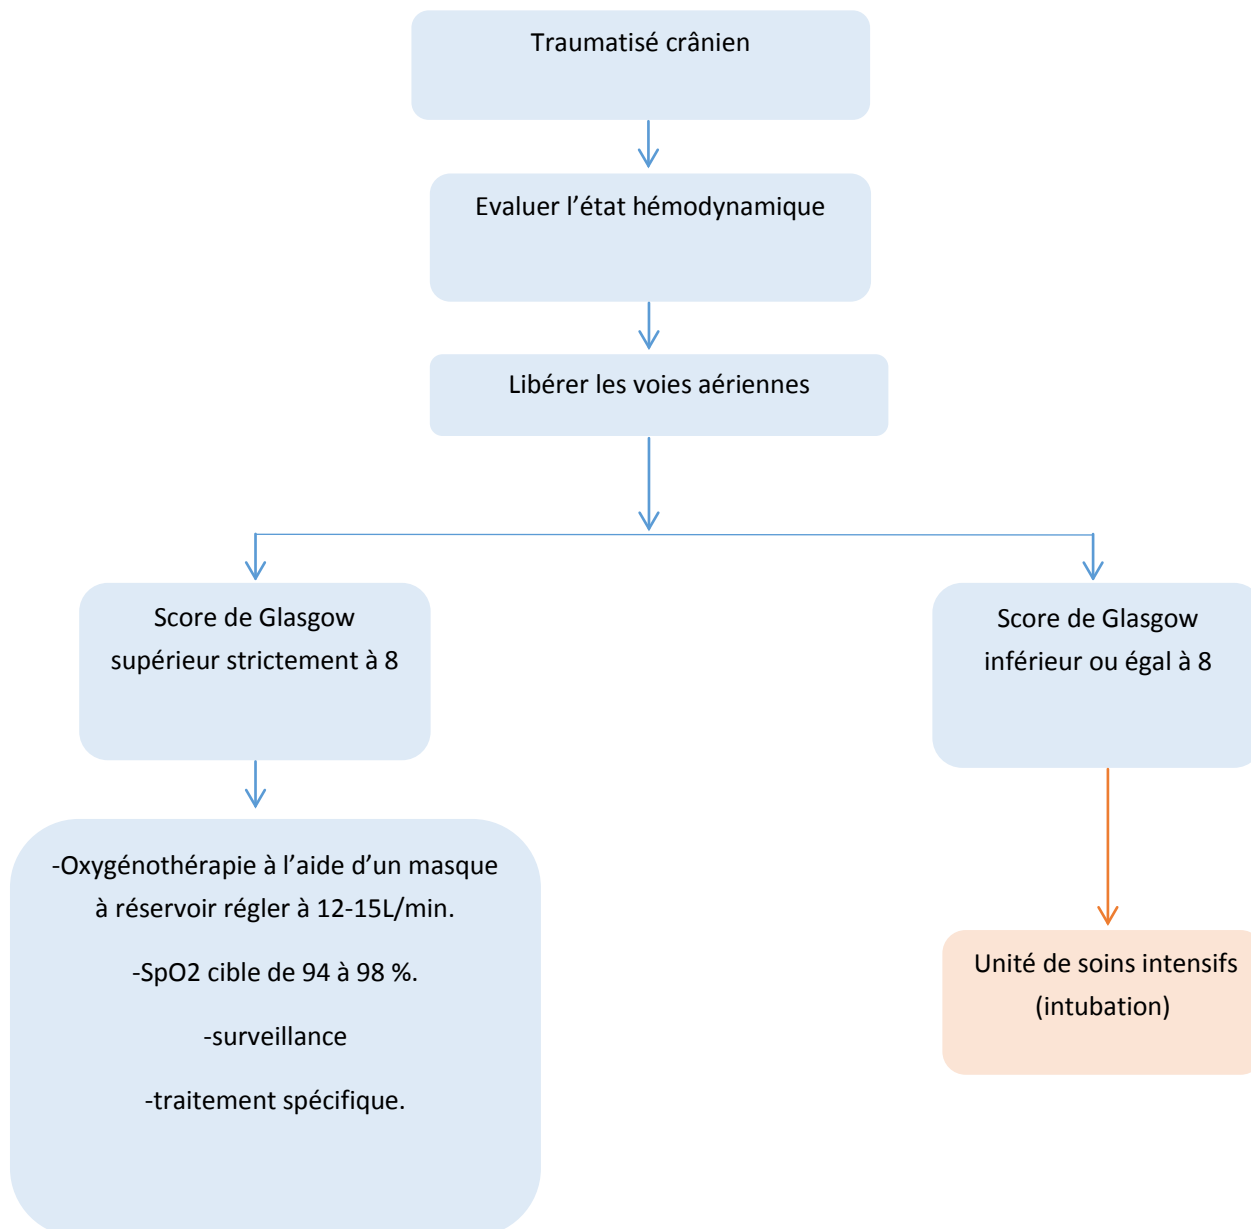 Traumatisé crânien
Evaluer l’état hémodynamique
Libérer les voies aériennes
Score de Glasgow
supérieur strictement à 8
Score de Glasgow
inférieur ou égal à 8
-Oxygénothérapie à l’aide d’un masque
à réservoir régler à 12-15L/min.
-SpO2 cible de 94 à 98 %.
-surveillance
-traitement spécifique.
Unité de soins intensifs
(intubation)